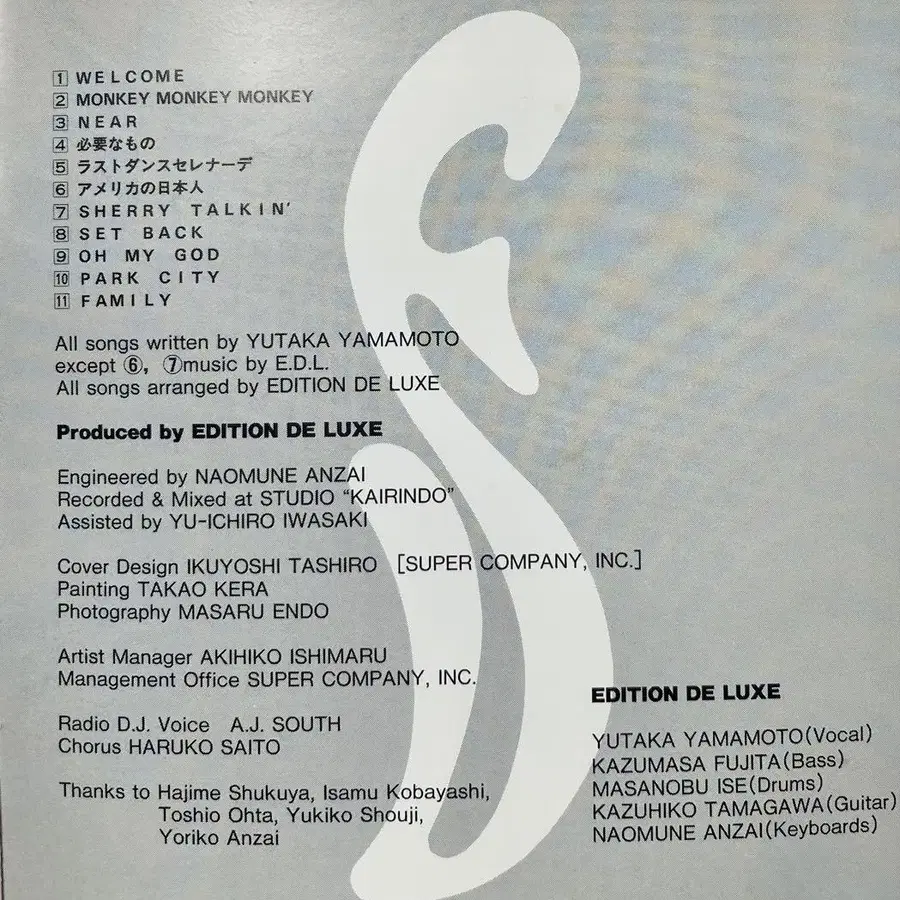 1 WELCOME
2 MONKEY MONKEY MONKEY
3 NEAR
4 必要なもの
5 ラストダンスセレナーデ
6 アメリカの日本人
7 SHERRY TALKIN'
8 SET BACK
9 OH MY GOD
10 PARK CITY
11 FAMILY
All songs written by YUTAKA YAMAMOTO
except ⑥, ⑦music by E.D.L.
All songs arranged by EDITION DE LUXE
Produced by EDITION DE LUXE
Engineered by NAOMUNE ANZAI
Recorded & Mixed at STUDIO "KAIRINDO"
Assisted by YU-ICHIRO IWASAKI
Cover Design IKUYOSHI TASHIRO [SUPER COMPANY, INC.]
Painting TAKAO KERA
Photography MASARU ENDO
Artist Manager AKIHIKO ISHIMARU
Management Office SUPER COMPANY, INC.
Radio D.J. Voice A.J. SOUTH
Chorus HARUKO SAITO
Thanks to Hajime Shukuya, Isamu Kobayashi,
Toshio Ohta, Yukiko Shouji,
Yoriko Anzai
EDITION DE LUXE
YUTAKA YAMAMOTO(Vocal)
KAZUMASA FUJITA(Bass)
MASANOBU ISE(Drums)
KAZUHIKO TAMAGAWA(Guitar)
NAOMUNE ANZAI(Keyboards)